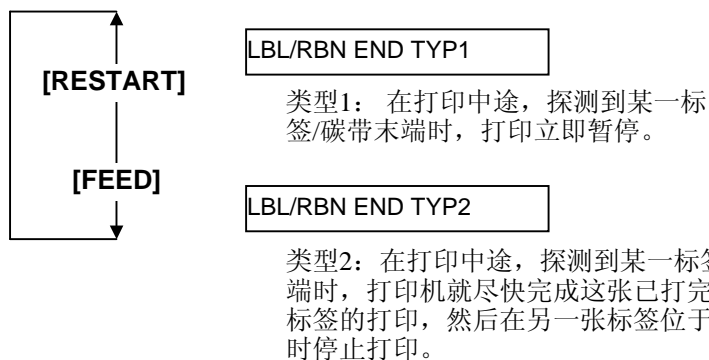 [RESTART]
[FEED]
LBL/RBN END TYP1
类型1： 在打印中途，探测到某一标
签/碳带末端时，打印立即暂停。
LBL/RBN END TYP2
类型2：在打印中途，探测到某一标签
端时，打印机就尽快完成这张已打完
标签的打印，然后在另一张标签位于
时停止打印。